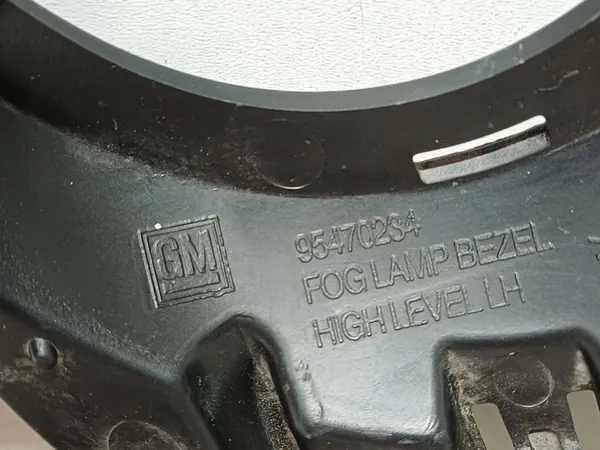 GM
95470234
FOG LAMP BEZEL
HIGH LEVEL LH